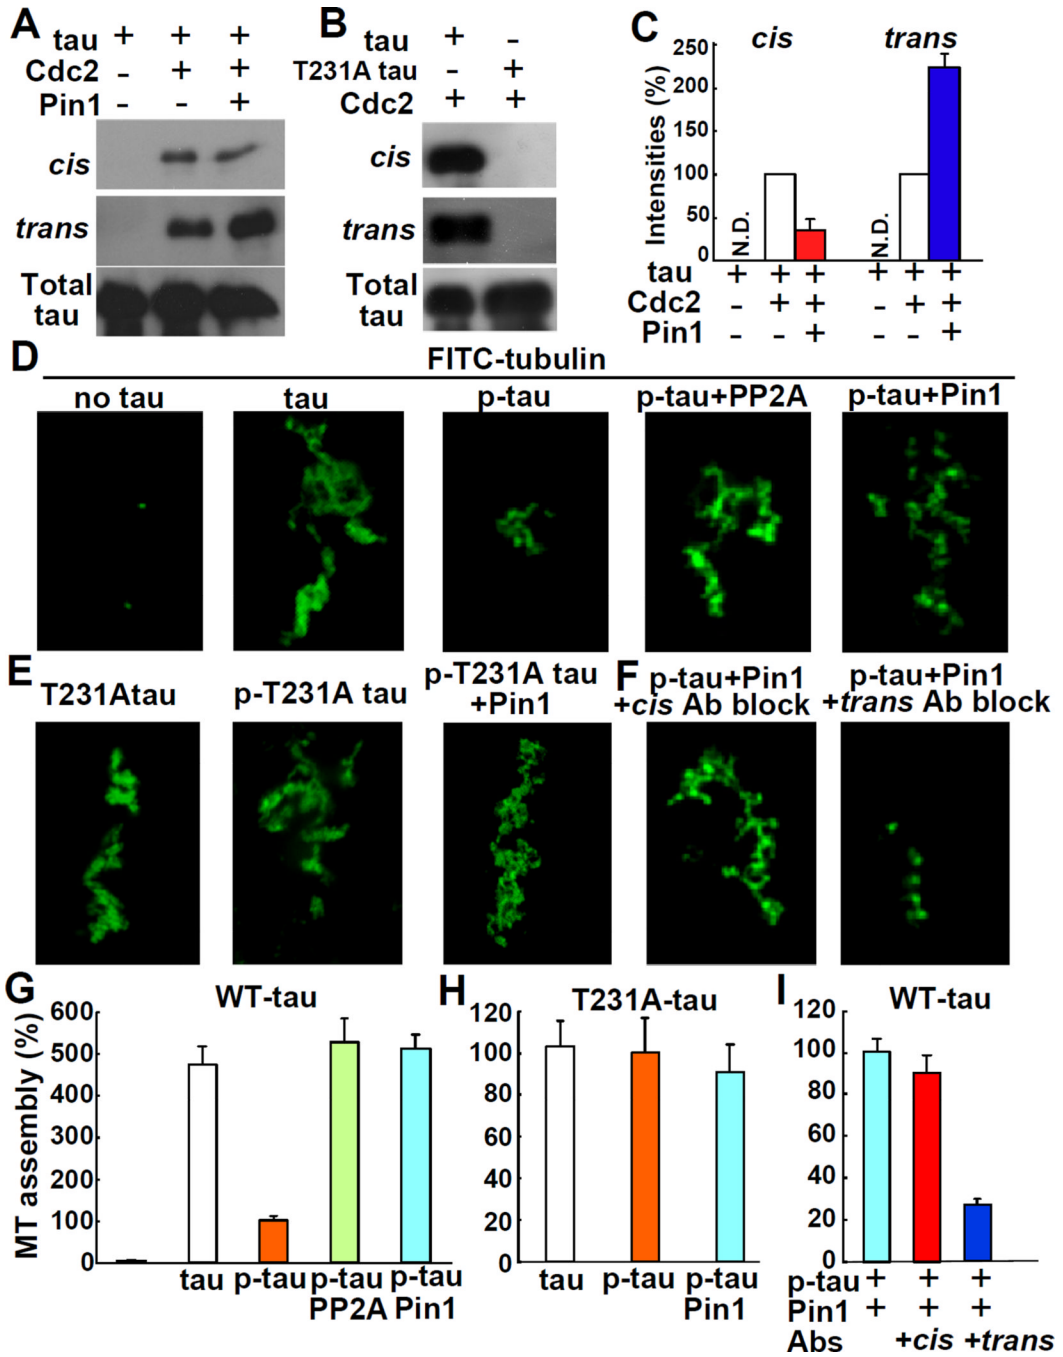 A
tau + + +
Cdc2 - + +
Pin1 - - +
cis
trans
Total
tau
B
tau + -
T231A tau - +
Cdc2 + +
cis
trans
Total
tau
C
cis trans
Intensities (%)
250
200
150
100
50
0
N.D. N.D.
tau + + + + + +
Cdc2 - + + - + +
Pin1 - - + - - +
D
FITC-tubulin
no tau tau p-tau p-tau+PP2A p-tau+Pin1
E
T231Atau p-T231A tau p-T231A tau
+Pin1
F
p-tau+Pin1
+cis Ab block
p-tau+Pin1
+trans Ab block
G
WT-tau
MT assembly (%)
600
500
400
300
200
100
0
tau p-tau p-tau p-tau
PP2A Pin1
H
T231A-tau
120
100
80
60
40
20
0
tau p-tau p-tau
Pin1
I
WT-tau
120
100
80
60
40
20
0
p-tau + + +
Pin1 + + +
Abs +cis +trans